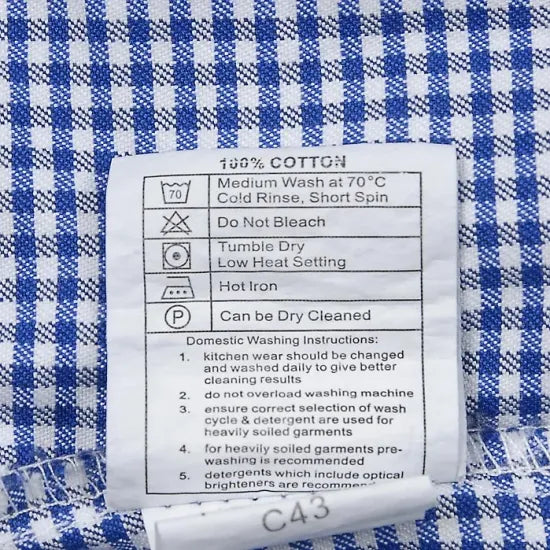 100% COTTON
70
Medium Wash at 70°C
Cold Rinse, Short Spin
Do Not Bleach
Tumble Dry
Low Heat Setting
Hot Iron
P
Can be Dry Cleaned
Domestic Washing Instructions:
1. kitchen wear should be changed
and washed daily to give better
cleaning results
2. do not overload washing machine
3. ensure correct selection of wash
cycle & detergent are used for
heavily soiled garments
4. for heavily soiled garments pre-
washing is recommended
5. detergents which include optical
brighteners are recommended
C43